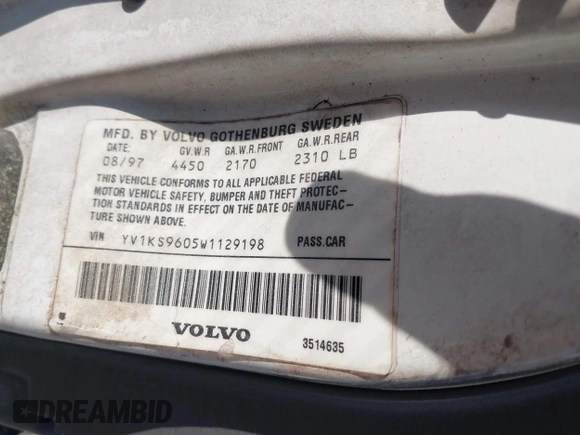 MFD. BY VOLVO GOTHENBURG SWEDEN
DATE: GV.W.R GA.W.R.FRONT GA.W.R.REAR
08/97 4450 2170 2310 LB
THIS VEHICLE CONFORMS TO ALL APPLICABLE FEDERAL
MOTOR VEHICLE SAFETY, BUMPER AND THEFT PROTEC-
TION STANDARDS IN EFFECT ON THE DATE OF MANUFAC-
TURE SHOWN ABOVE.
VIN YV1KS9605W1129198 PASS.CAR
VOLVO 3514635
DREAMBID